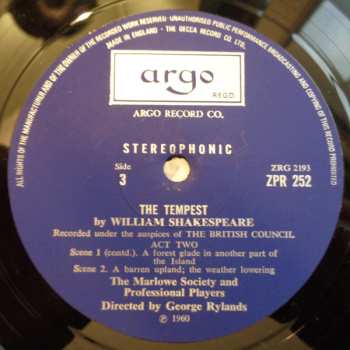 ALL RIGHTS OF THE MANUFACTURER AND OF THE OWNER OF THE RECORDED WORK RESERVED · UNAUTHORISED PUBLIC PERFORMANCE BROADCASTING AND COPYING OF THIS RECORD PROHIBITED
MADE IN ENGLAND · THE DECCA RECORD CO. LTD.
argo
REGD
ARGO RECORD CO.
STEREOPHONIC
Side
3
ZRG 2193
ZPR 252
THE TEMPEST
by WILLIAM SHAKESPEARE
Recorded under the auspices of THE BRITISH COUNCIL
ACT TWO
Scene 1 (contd.). A forest glade in another part of
the Island
Scene 2. A barren upland; the weather lowering
The Marlowe Society and
Professional Players
Directed by George Rylands
℗ 1960